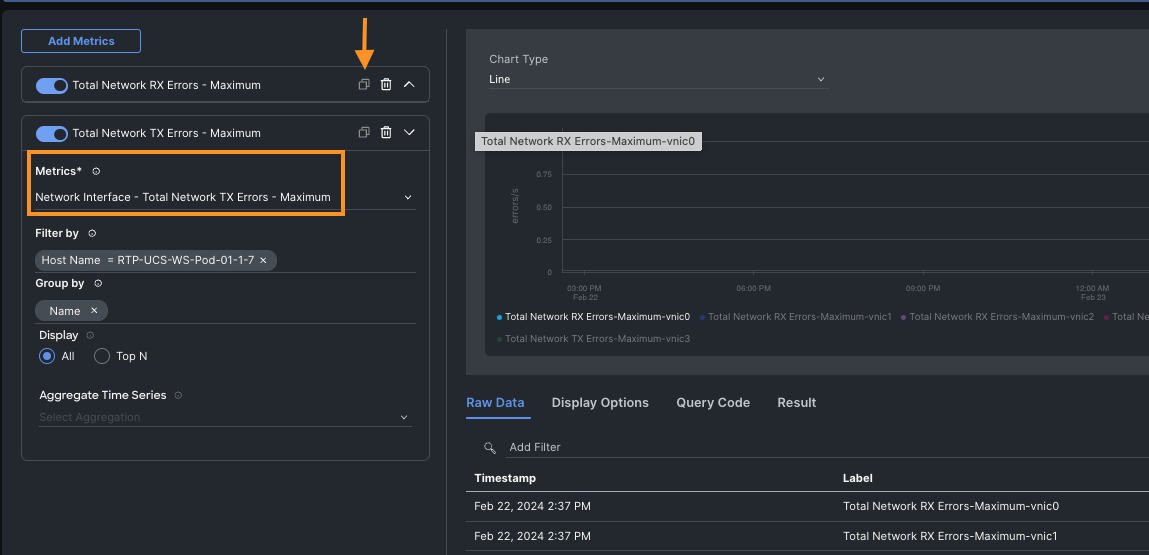 Add Metrics
Total Network RX Errors - Maximum
Total Network TX Errors - Maximum
Metrics*
Network Interface - Total Network TX Errors - Maximum
Filter by
Host Name = RTP-UCS-WS-Pod-01-1-7 ×
Group by
Name ×
Display
All Top N
Aggregate Time Series
Select Aggregation
Chart Type
Line
Total Network RX Errors-Maximum-vnic0
errors/s
0.75
0.50
0.25
0
03:00 PM
Feb 22
06:00 PM
09:00 PM
12:00 AM
Feb 23
Total Network RX Errors-Maximum-vnic0 Total Network RX Errors-Maximum-vnic1 Total Network RX Errors-Maximum-vnic2 Total Ne
Total Network TX Errors-Maximum-vnic3
Raw Data Display Options Query Code Result
Add Filter
Timestamp Label
Feb 22, 2024 2:37 PM Total Network RX Errors-Maximum-vnic0
Feb 22, 2024 2:37 PM Total Network RX Errors-Maximum-vnic1